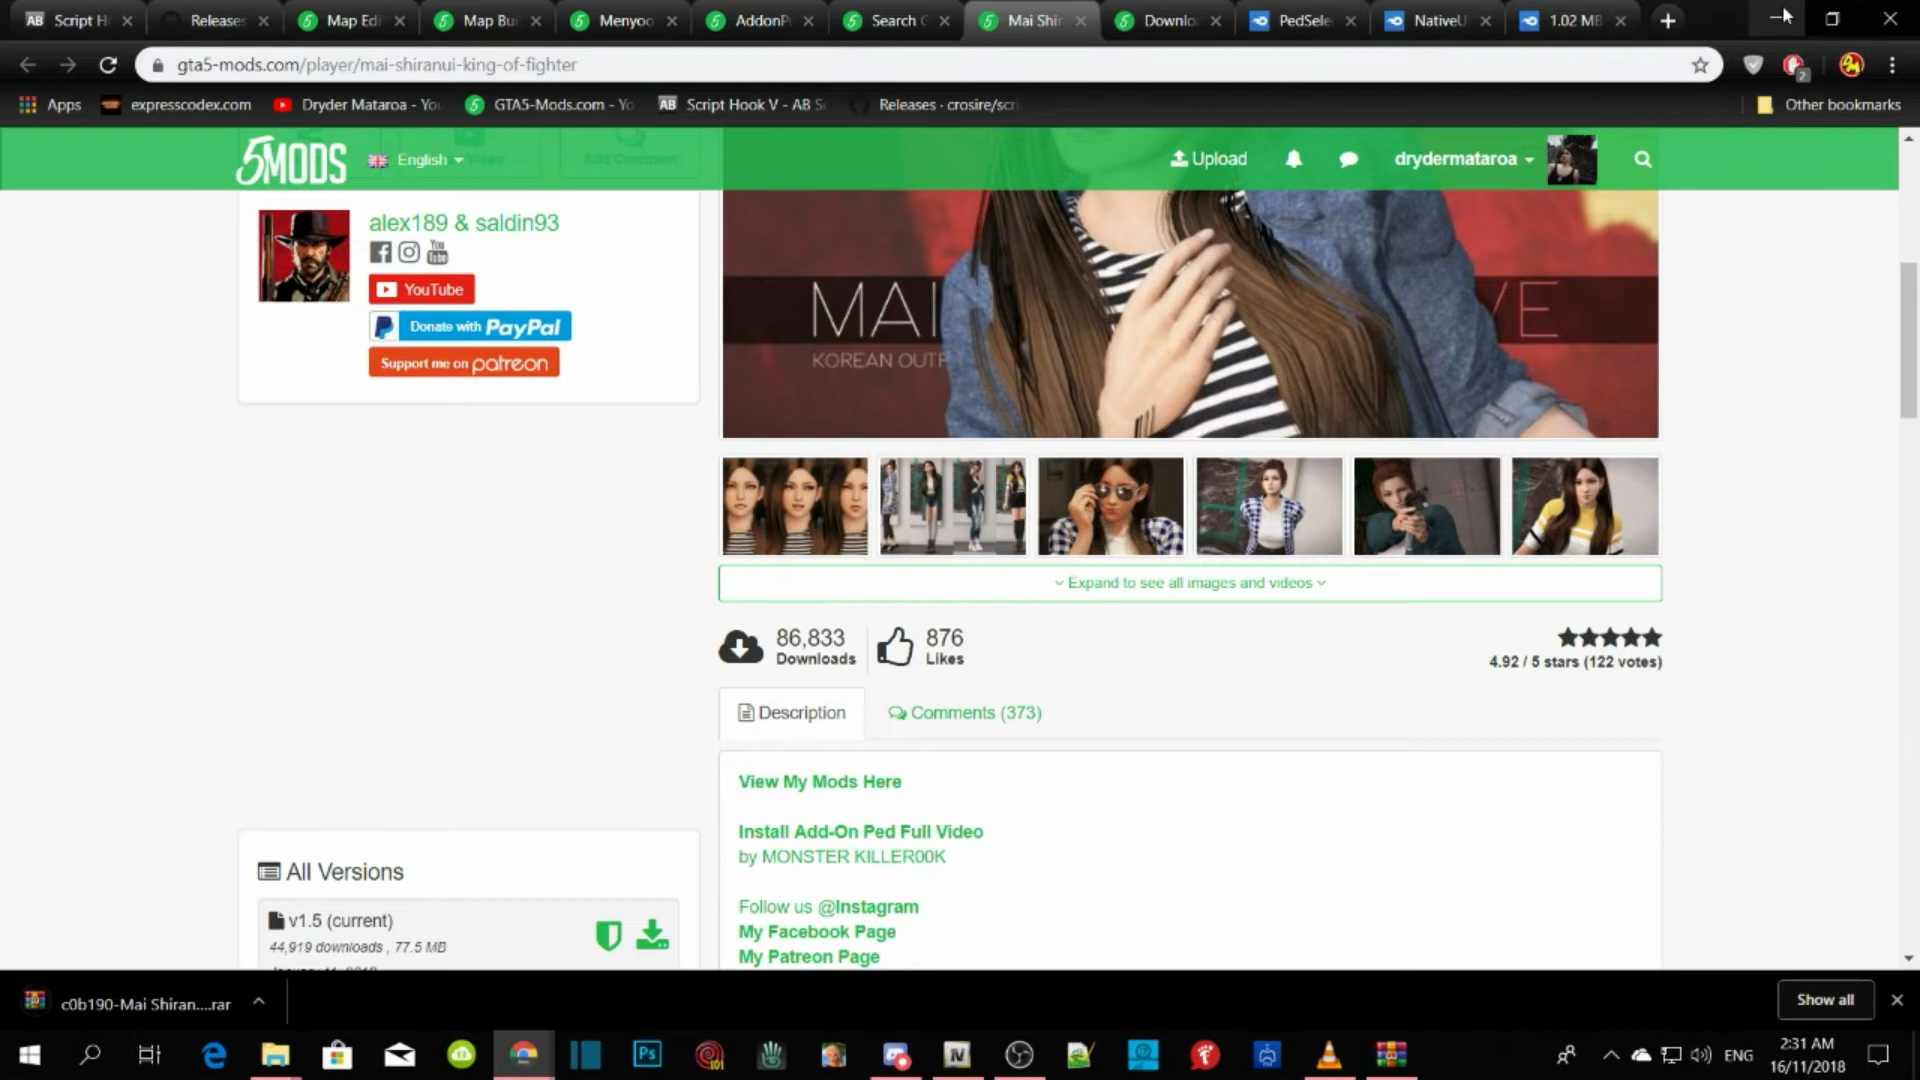 AB Script H
Releases
Map Edi
Map Bu
Menyoo
AddonP
Search
Mai Shir
Downlo
PedSele
NativeU
1.02 MB
gta5-mods.com/player/mai-shiranui-king-of-fighter
Apps
expresscodex.com
Dryder Mataroa - You
GTA5-Mods.com - Yo
AB Script Hook V - AB S
Releases · crosire/scri
Other bookmarks
5MODS
English
Upload
drydermataroa
alex189 & saldin93
YouTube
Donate with PayPal
Support me on patreon
MAI
VE
KOREAN OUTF
Expand to see all images and videos
86,833
Downloads
876
Likes
4.92 / 5 stars (122 votes)
Description
Comments (373)
View My Mods Here
Install Add-On Ped Full Video
by MONSTER KILLER00K
Follow us @Instagram
My Facebook Page
My Patreon Page
All Versions
v1.5 (current)
44,919 downloads , 77.5 MB
c0b190-Mai Shiran....rar
Show all
ENG
2:31 AM
16/11/2018